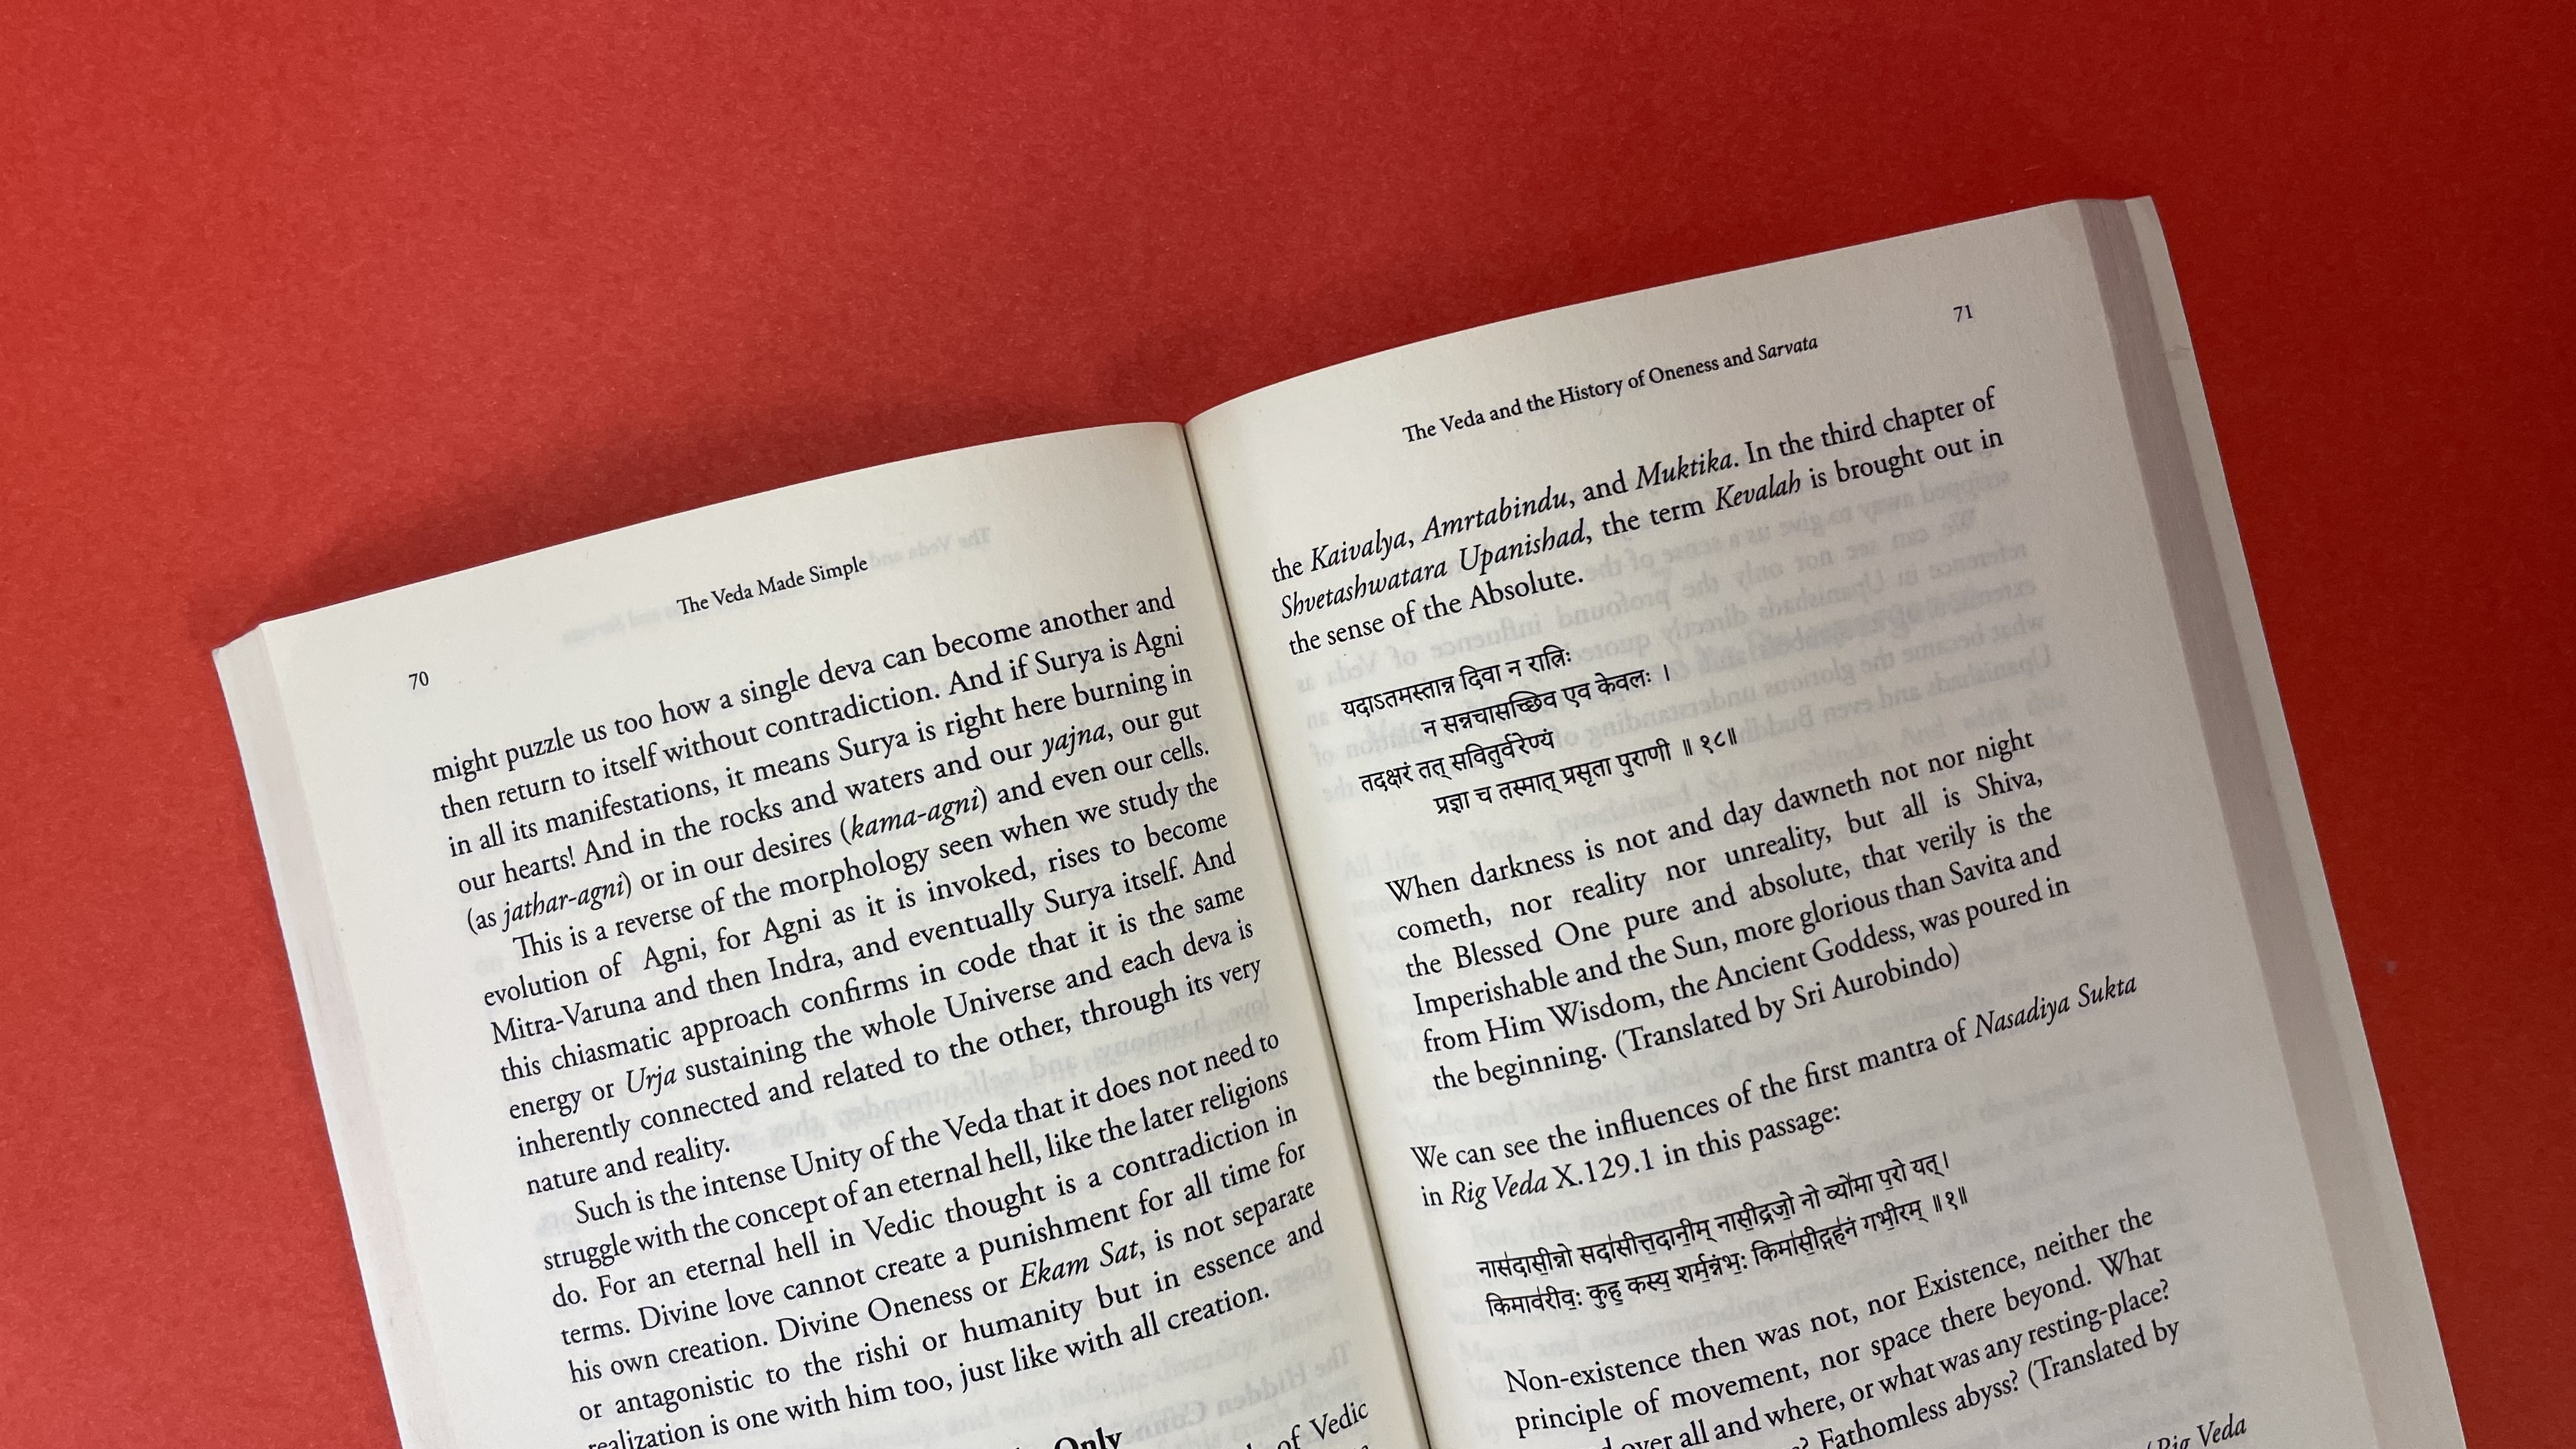 70
The Veda Made Simple
might puzzle us too how a single deva can become another and
then return to itself without contradiction. And if Surya is Agni
in all its manifestations, it means Surya is right here burning in
our hearts! And in the rocks and waters and our yajna, our gut
(as jathar-agni) or in our desires (kama-agni) and even our cells.
This is a reverse of the morphology seen when we study the
evolution of Agni, for Agni as it is invoked, rises to become
Mitra-Varuna and then Indra, and eventually Surya itself. And
this chiasmatic approach confirms in code that it is the same
energy or Urja sustaining the whole Universe and each deva is
inherently connected and related to the other, through its very
nature and reality.
Such is the intense Unity of the Veda that it does not need to
struggle with the concept of an eternal hell, like the later religions
do. For an eternal hell in Vedic thought is a contradiction in
terms. Divine love cannot create a punishment for all time for
his own creation. Divine Oneness or Ekam Sat, is not separate
or antagonistic to the rishi or humanity but in essence and
realization is one with him too, just like with all creation.
Only
of Vedic
The Veda and the History of Oneness and Sarvata
71
the Kaivalya, Amrtabindu, and Muktika. In the third chapter of
Shvetashwatara Upanishad, the term Kevalah is brought out in
the sense of the Absolute.
यदाऽतमस्तान्न दिवा न रात्रिः
न सन्नचासच्छिव एव केवलः ।
तदक्षरं तत् सवितुर्वरेण्यं
प्रज्ञा च तस्मात् प्रसृता पुराणी ॥ १८॥
When darkness is not and day dawneth not nor night
cometh, nor reality nor unreality, but all is Shiva,
the Blessed One pure and absolute, that verily is the
Imperishable and the Sun, more glorious than Savita and
from Him Wisdom, the Ancient Goddess, was poured in
the beginning. (Translated by Sri Aurobindo)
We can see the influences of the first mantra of Nasadiya Sukta
in Rig Veda X.129.1 in this passage:
नास॑दासी॒न्नो सदा॑सीत्त॒दानी॒म् नासी॒द्रजो॒ नो व्यो॑मा प॒रो यत्।
किमाव॑रीव॒: कुह॒ कस्य॒ शर्म॒न्नंभ॒: किमा॑सी॒द्गह॑नं गभी॒रम् ॥१॥
Non-existence then was not, nor Existence, neither the
principle of movement, nor space there beyond. What
over all and where, or what was any resting-place?
Fathomless abyss? (Translated by
Rig Veda